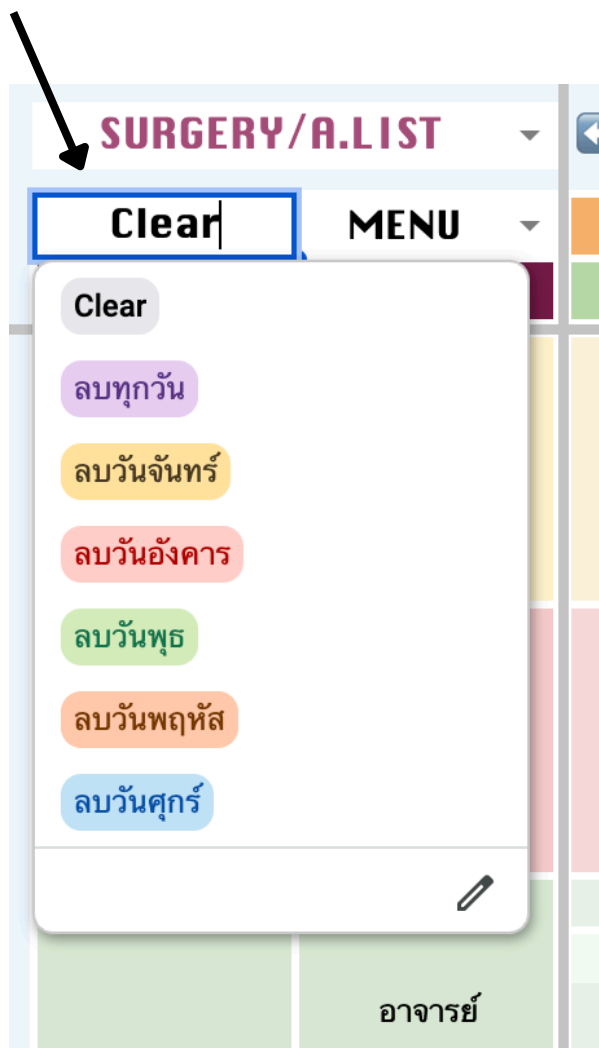 SURGERY/A.LIST
Clear MENU
Clear
ลบทุกวัน
ลบวันจันทร์
ลบวันอังคาร
ลบวันพุธ
ลบวันพฤหัส
ลบวันศุกร์
อาจารย์